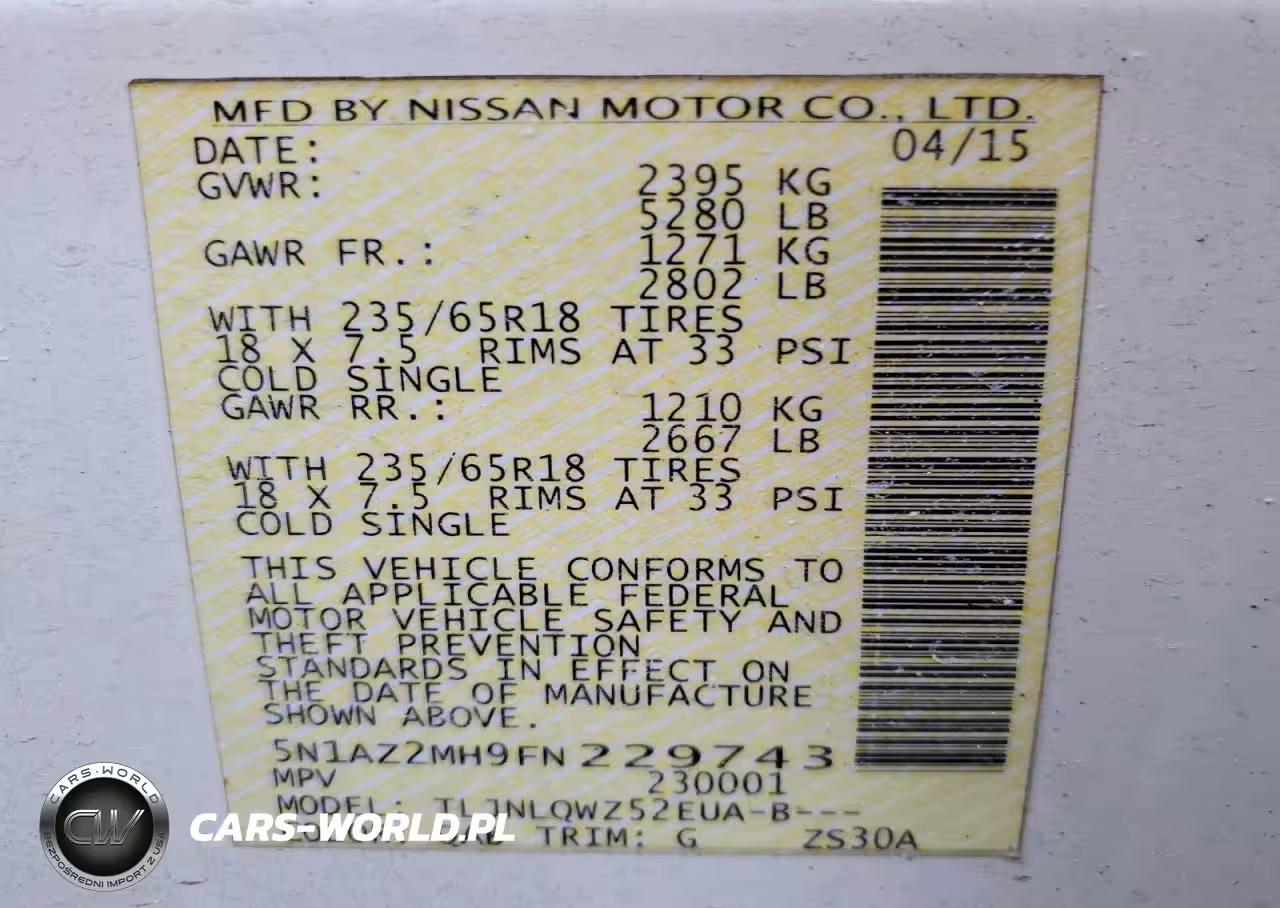 MFD BY NISSAN MOTOR CO., LTD.
DATE: 04/15
GVWR: 2395 KG
5280 LB
GAWR FR.: 1271 KG
2802 LB
WITH 235/65R18 TIRES
18 X 7.5 RIMS AT 33 PSI
COLD SINGLE
GAWR RR.: 1210 KG
2667 LB
WITH 235/65R18 TIRES
18 X 7.5 RIMS AT 33 PSI
COLD SINGLE
THIS VEHICLE CONFORMS TO
ALL APPLICABLE FEDERAL
MOTOR VEHICLE SAFETY AND
THEFT PREVENTION
STANDARDS IN EFFECT ON
THE DATE OF MANUFACTURE
SHOWN ABOVE.
5N1AZ2MH9FN229743
MPV 230001
MODEL: TLJNLQWZ52EUA-B---
TRIM: G ZS30A
CARS-WORLD
CW
BEZPOŚREDNI IMPORT Z USA
CARS-WORLD.PL